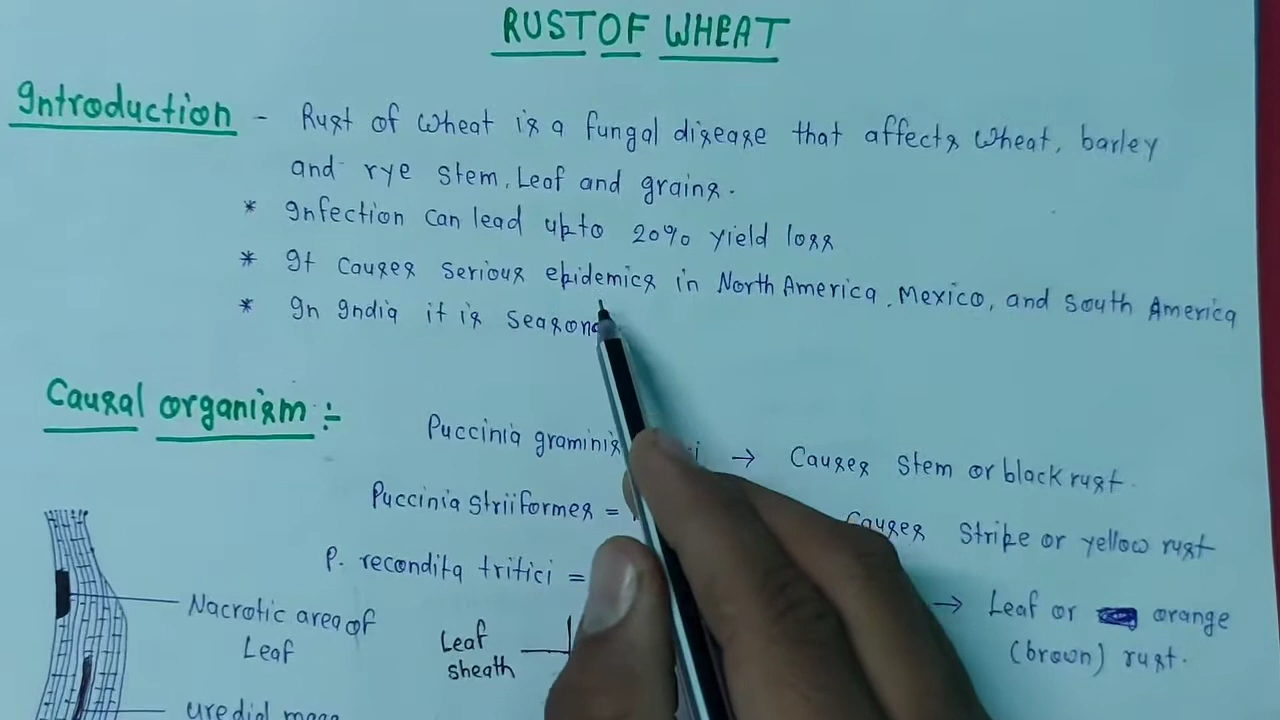 RUST OF WHEAT
Introduction - Rust of wheat is a fungal disease that affects wheat, barley
and rye stem, Leaf and grains.
* Infection can lead upto 20% yield loss
* It causes serious epidemics in North America, Mexico, and south America
* In India it is
Causal organism :-
Puccinia graminis → Causes stem or black rust.
Puccinia Striiformes = Causes Stripe or yellow rust
P. recondita tritici = → Leaf or orange
(brown) rust.
Nacrotic area of
Leaf
Leaf
sheath
uredial